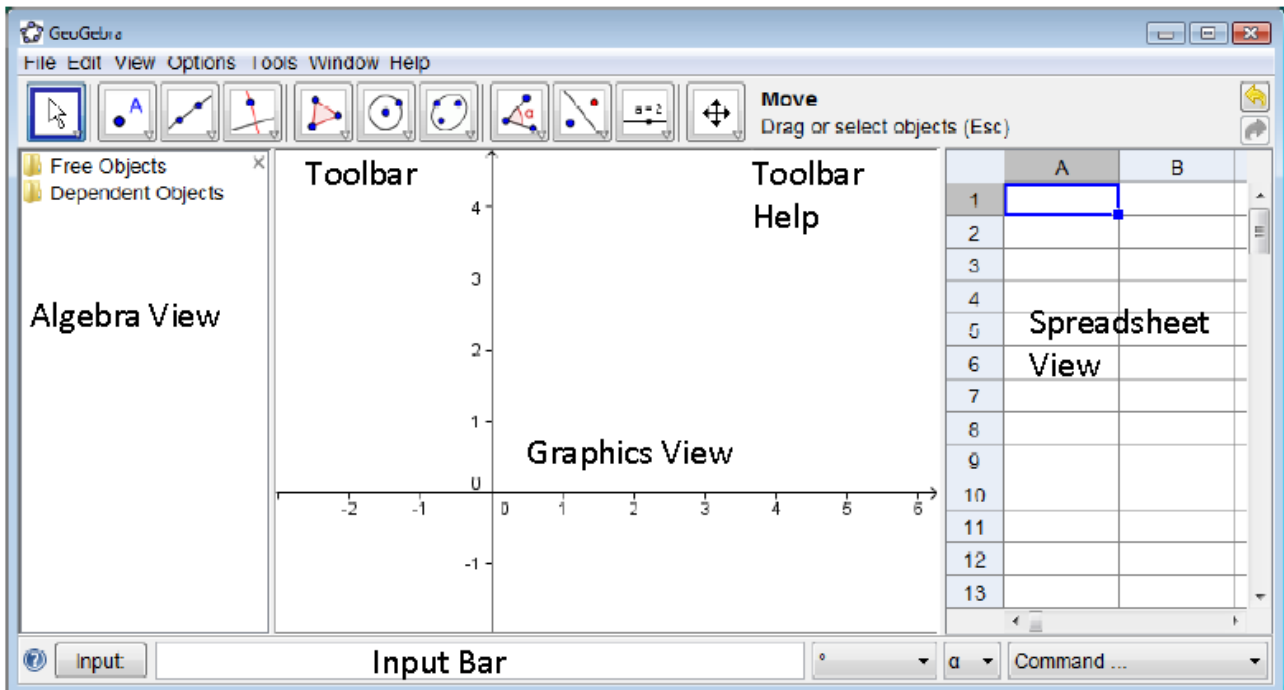 GeoGebra
File Edit View Options Tools Window Help
A
α
a = 2
Move
Drag or select objects (Esc)
Free Objects
Dependent Objects
Toolbar
Toolbar
Help
Algebra View
Graphics View
4
3
2
1
0
-1
-2 -1 0 1 2 3 4 5 6
A B
1
2
3
4
5
6
7
8
9
10
11
12
13
Spreadsheet
View
Input:
Input Bar
° α Command ...